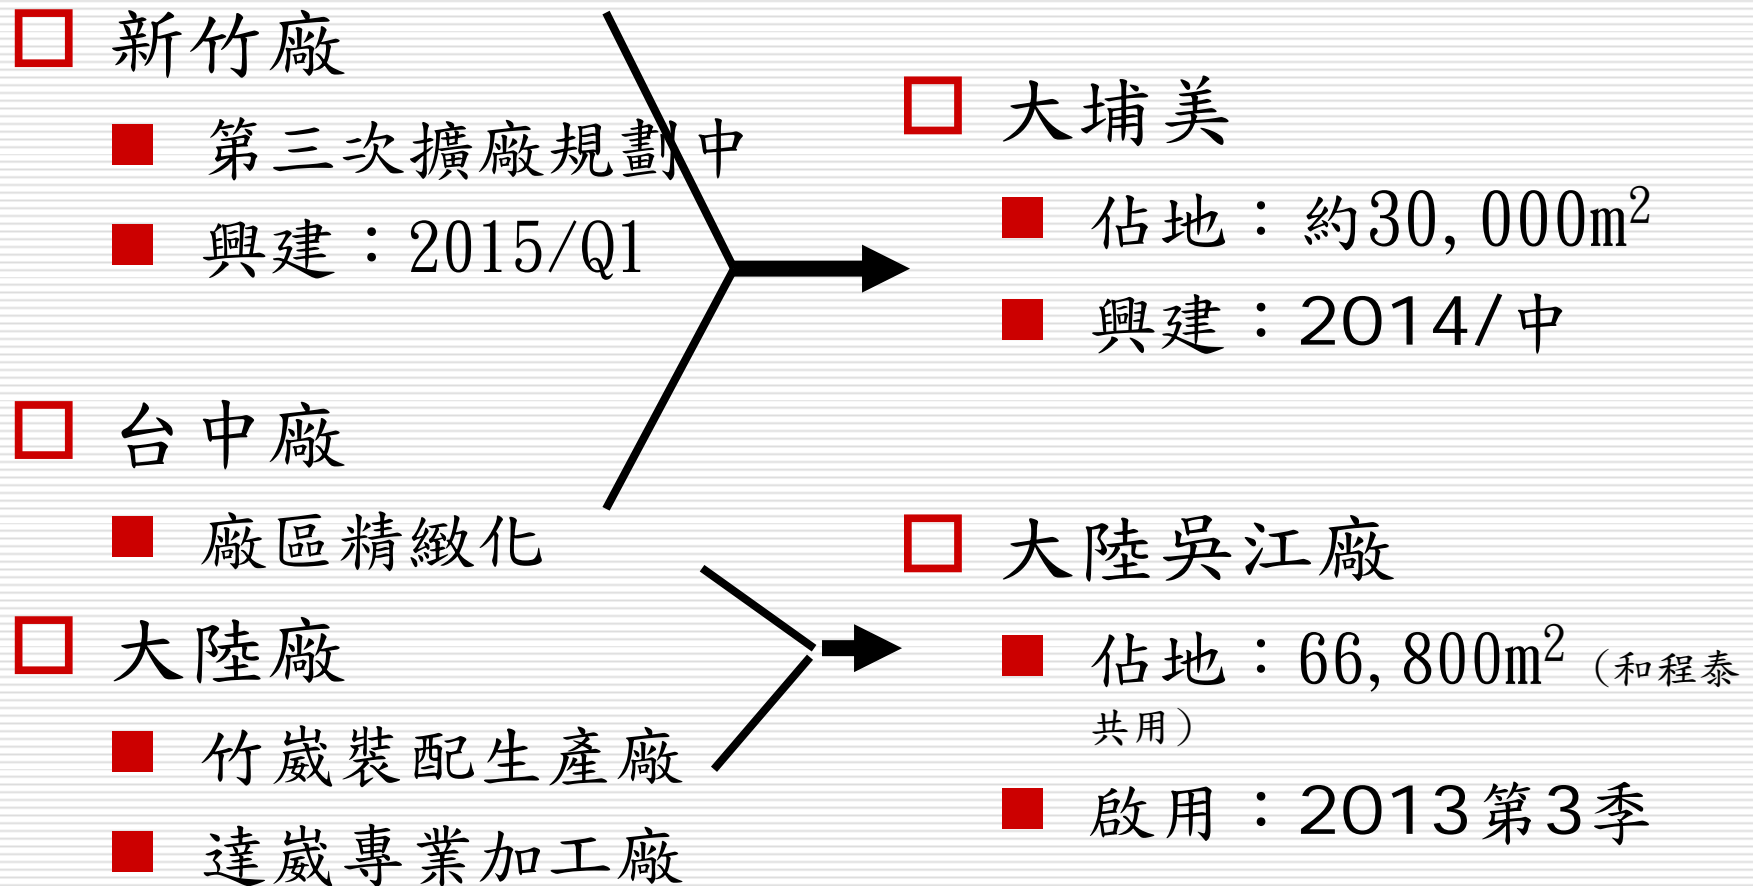 新竹廠
第三次擴廠規劃中
興建：2015/Q1
台中廠
廠區精緻化
大陸廠
竹崴裝配生產廠
達崴專業加工廠
大埔美
佔地：約30,000m²
興建：2014/中
大陸吳江廠
佔地：66,800m² (和程泰
共用)
啟用：2013第3季